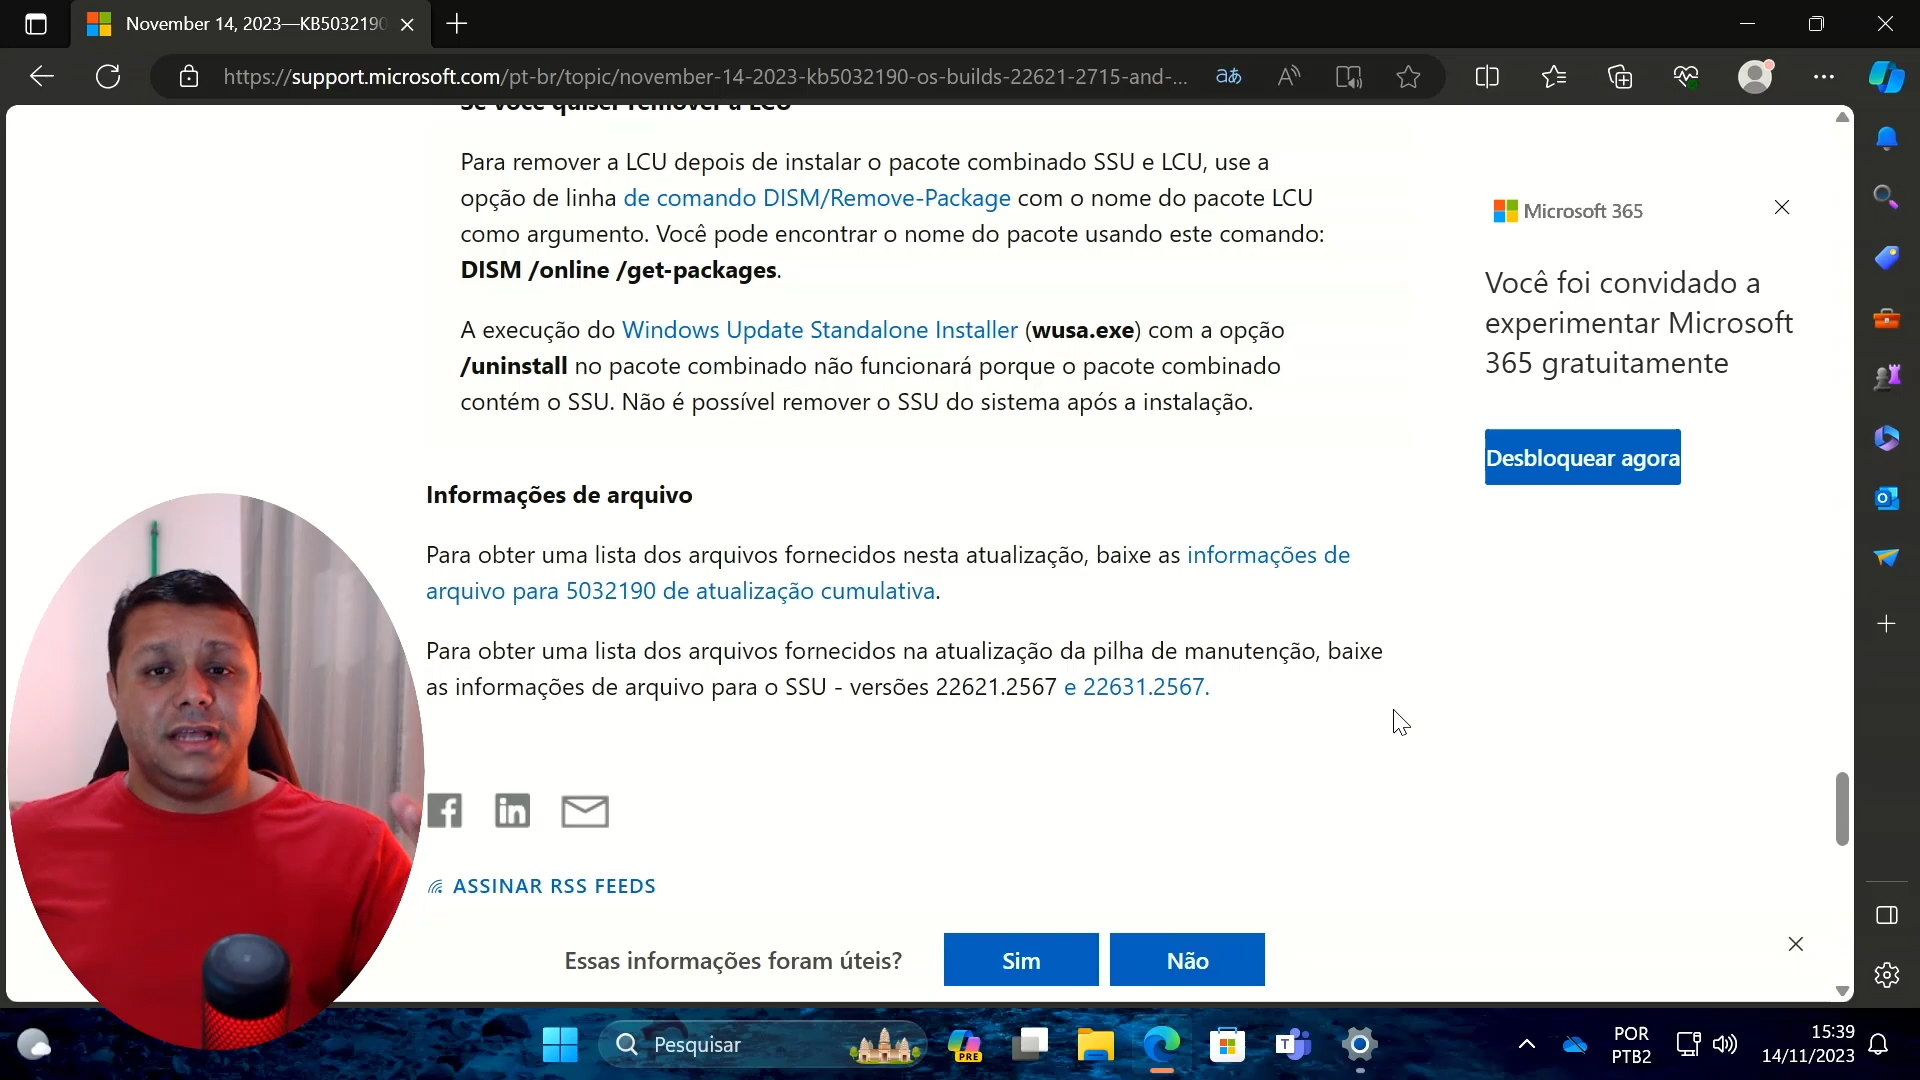 November 14, 2023—KB5032190
https://support.microsoft.com/pt-br/topic/november-14-2023-kb5032190-os-builds-22621-2715-and-...
Se você quiser remover a LCU
Para remover a LCU depois de instalar o pacote combinado SSU e LCU, use a
opção de linha de comando DISM/Remove-Package com o nome do pacote LCU
como argumento. Você pode encontrar o nome do pacote usando este comando:
DISM /online /get-packages.
A execução do Windows Update Standalone Installer (wusa.exe) com a opção
/uninstall no pacote combinado não funcionará porque o pacote combinado
contém o SSU. Não é possível remover o SSU do sistema após a instalação.
Informações de arquivo
Para obter uma lista dos arquivos fornecidos nesta atualização, baixe as informações de
arquivo para 5032190 de atualização cumulativa.
Para obter uma lista dos arquivos fornecidos na atualização da pilha de manutenção, baixe
as informações de arquivo para o SSU - versões 22621.2567 e 22631.2567.
ASSINAR RSS FEEDS
Essas informações foram úteis?
Sim
Não
Microsoft 365
Você foi convidado a
experimentar Microsoft
365 gratuitamente
Desbloquear agora
Pesquisar
PRE
POR
PTB2
15:39
14/11/2023